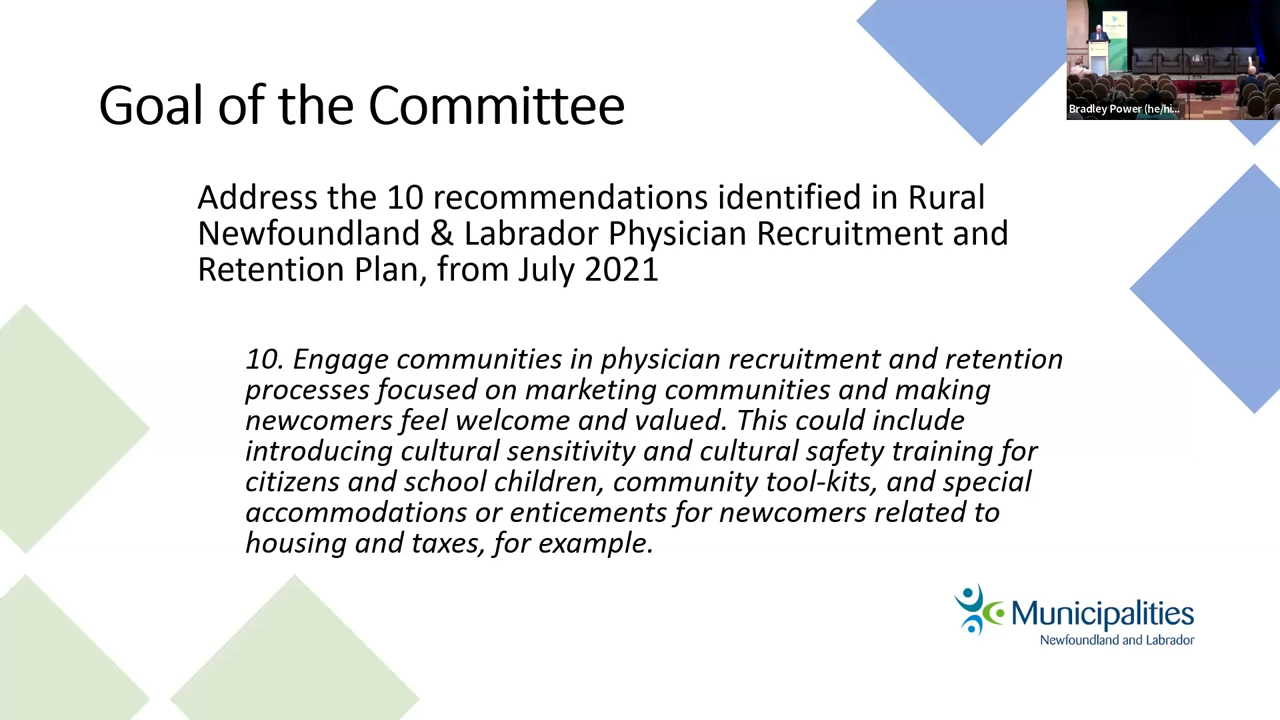 Goal of the Committee
Address the 10 recommendations identified in Rural
Newfoundland & Labrador Physician Recruitment and
Retention Plan, from July 2021
10. Engage communities in physician recruitment and retention
processes focused on marketing communities and making
newcomers feel welcome and valued. This could include
introducing cultural sensitivity and cultural safety training for
citizens and school children, community tool-kits, and special
accommodations or enticements for newcomers related to
housing and taxes, for example.
Bradley Power (he/hi...
Municipalities
Newfoundland and Labrador